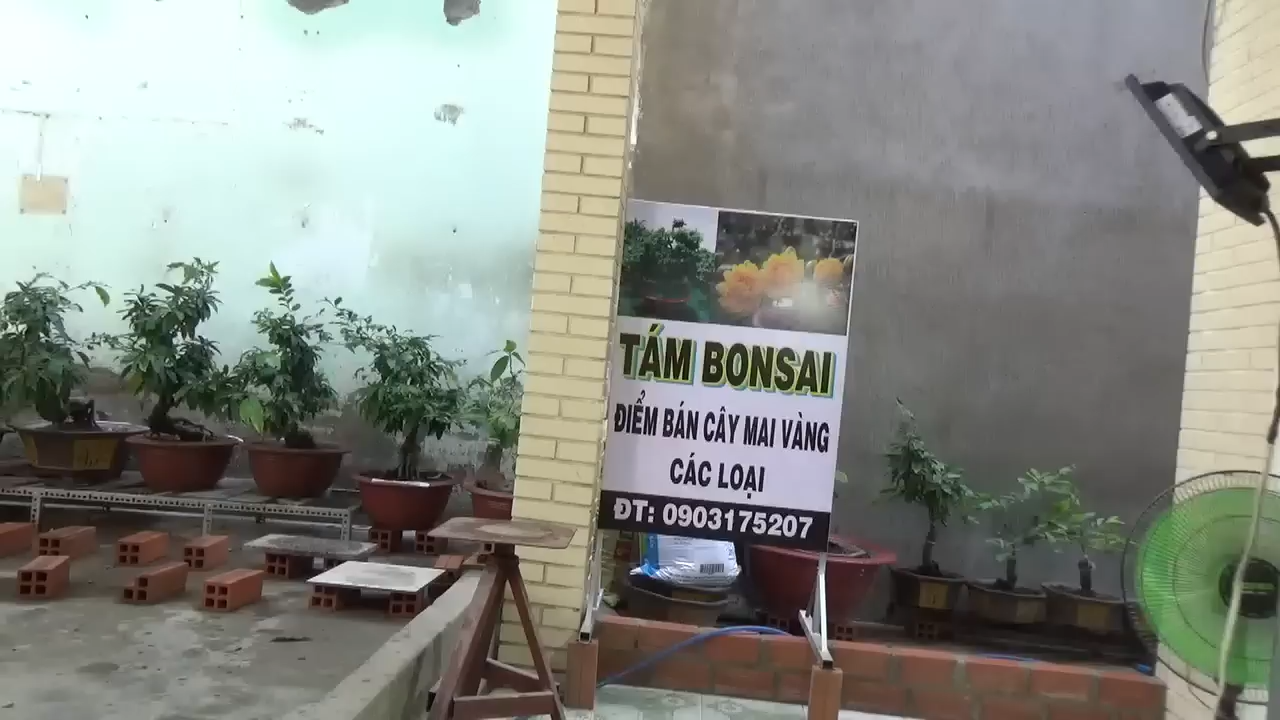 TÁM BONSAI
ĐIỂM BÁN CÂY MAI VÀNG
CÁC LOẠI
ĐT: 0903175207